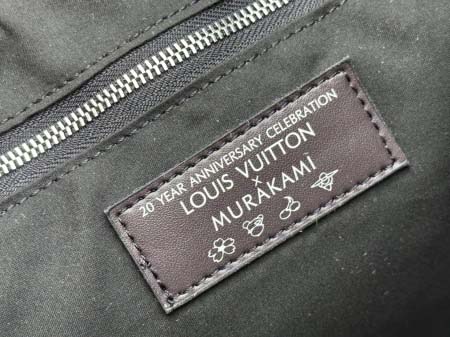 20 YEAR ANNIVERSARY CELEBRATION
LOUIS VUITTON
×
MURAKAMI